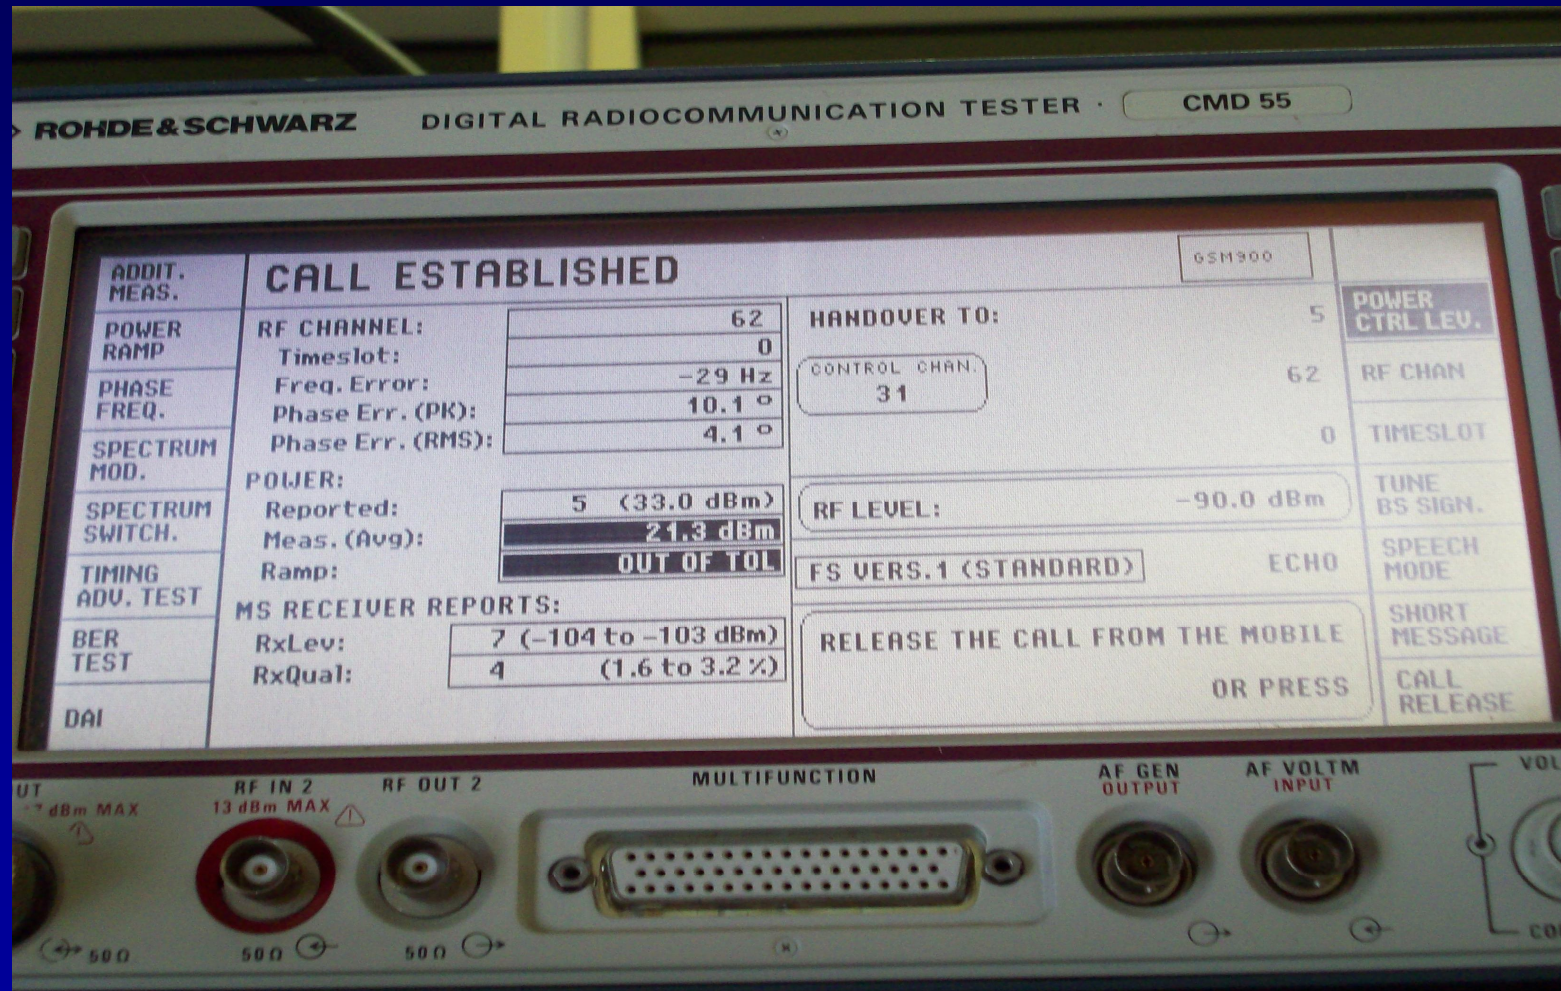 ROHDE&SCHWARZ DIGITAL RADIOCOMMUNICATION TESTER · CMD 55
ADDIT.
MEAS.
POWER
RAMP
PHASE
FREQ.
SPECTRUM
MOD.
SPECTRUM
SWITCH.
TIMING
ADV. TEST
BER
TEST
DAI
CALL ESTABLISHED
GSM900
RF CHANNEL: 62
Timeslot: 0
Freq. Error: -29 Hz
Phase Err. (PK): 10.1 °
Phase Err. (RMS): 4.1 °
POWER:
Reported: 5 (33.0 dBm)
Meas. (Avg): 21.3 dBm
Ramp: OUT OF TOL
MS RECEIVER REPORTS:
RxLev: 7 (-104 to -103 dBm)
RxQual: 4 (1.6 to 3.2 %)
HANDOVER TO: 5
CONTROL CHAN.
31
62
0
RF LEVEL: -90.0 dBm
FS VERS.1 (STANDARD) ECHO
RELEASE THE CALL FROM THE MOBILE
OR PRESS
POWER
CTRL LEV.
RF CHAN
TIMESLOT
TUNE
BS SIGN.
SPEECH
MODE
SHORT
MESSAGE
CALL
RELEASE
RF IN 2
13 dBm MAX
RF OUT 2
MULTIFUNCTION
AF GEN
OUTPUT
AF VOLTM
INPUT
dBm MAX
50 Ω
50 Ω
50 Ω